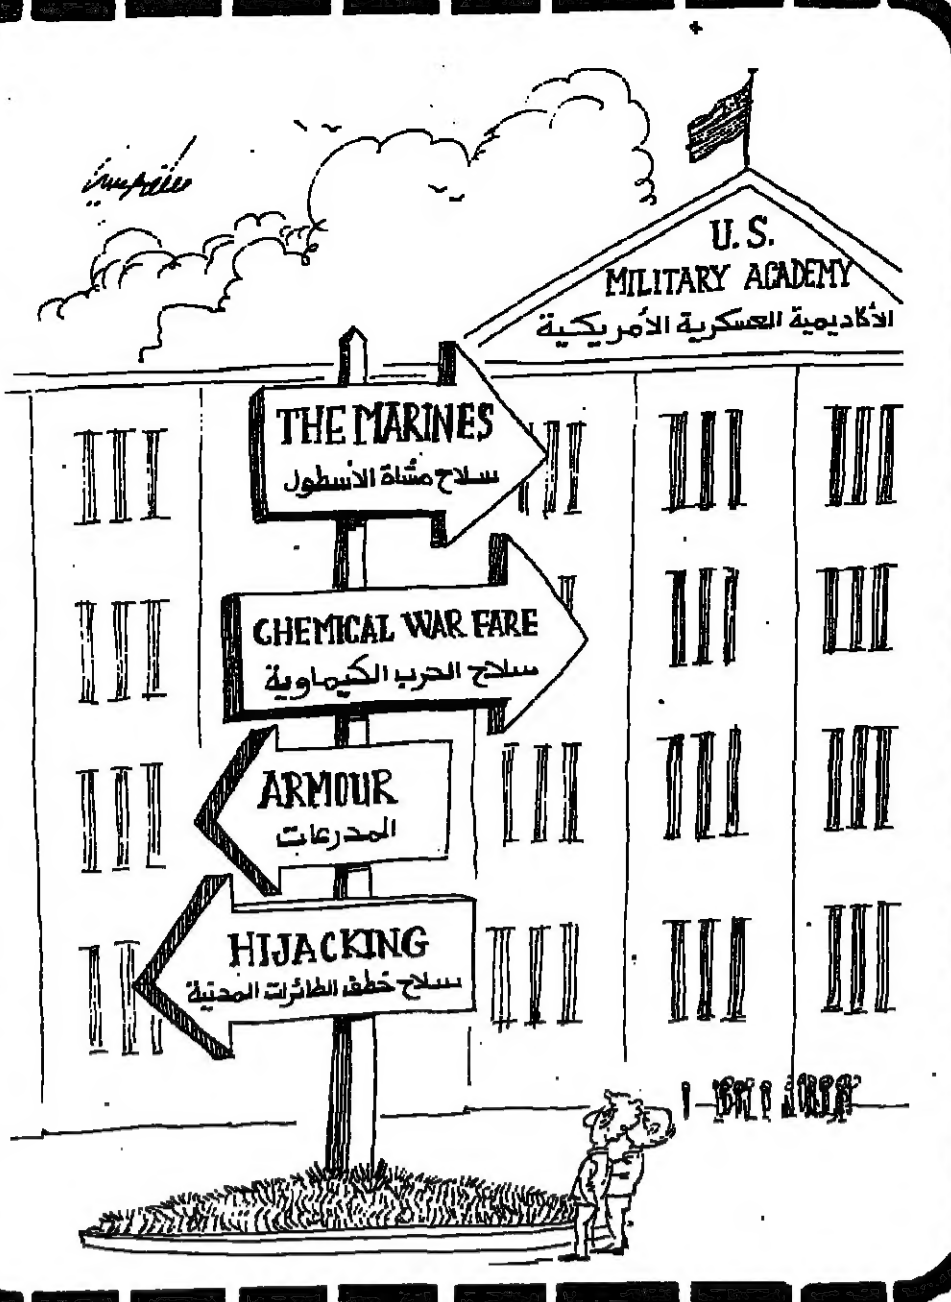 U.S.
MILITARY ACADEMY
الأكاديمية العسكرية الأمريكية
THE MARINES
سلاح مشاة الأسطول
CHEMICAL WAR FARE
سلاح الحرب الكيماوية
ARMOUR
المدرعات
HIJACKING
سلاح خطف الطائرات المدنية